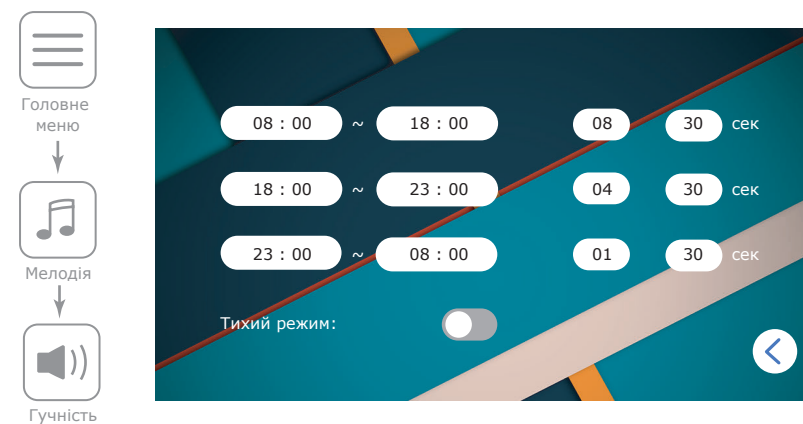 Головне
меню
Мелодія
Гучність
08 : 00 ~ 18 : 00 08 30 сек
18 : 00 ~ 23 : 00 04 30 сек
23 : 00 ~ 08 : 00 01 30 сек
Тихий режим: